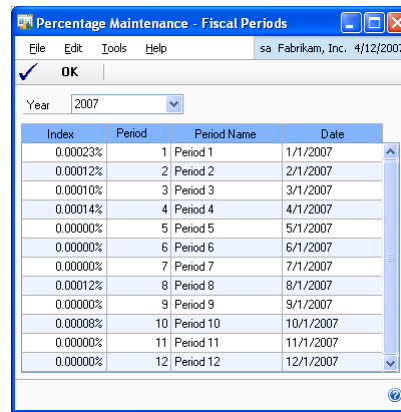 Percentage Maintenance - Fiscal Periods
File Edit Tools Help sa Fabrikam, Inc. 4/12/2007
OK
Year 2007
Index Period Period Name Date
0.00023% 1 Period 1 1/1/2007
0.00012% 2 Period 2 2/1/2007
0.00010% 3 Period 3 3/1/2007
0.00014% 4 Period 4 4/1/2007
0.00000% 5 Period 5 5/1/2007
0.00000% 6 Period 6 6/1/2007
0.00000% 7 Period 7 7/1/2007
0.00012% 8 Period 8 8/1/2007
0.00000% 9 Period 9 9/1/2007
0.00008% 10 Period 10 10/1/2007
0.00000% 11 Period 11 11/1/2007
0.00000% 12 Period 12 12/1/2007